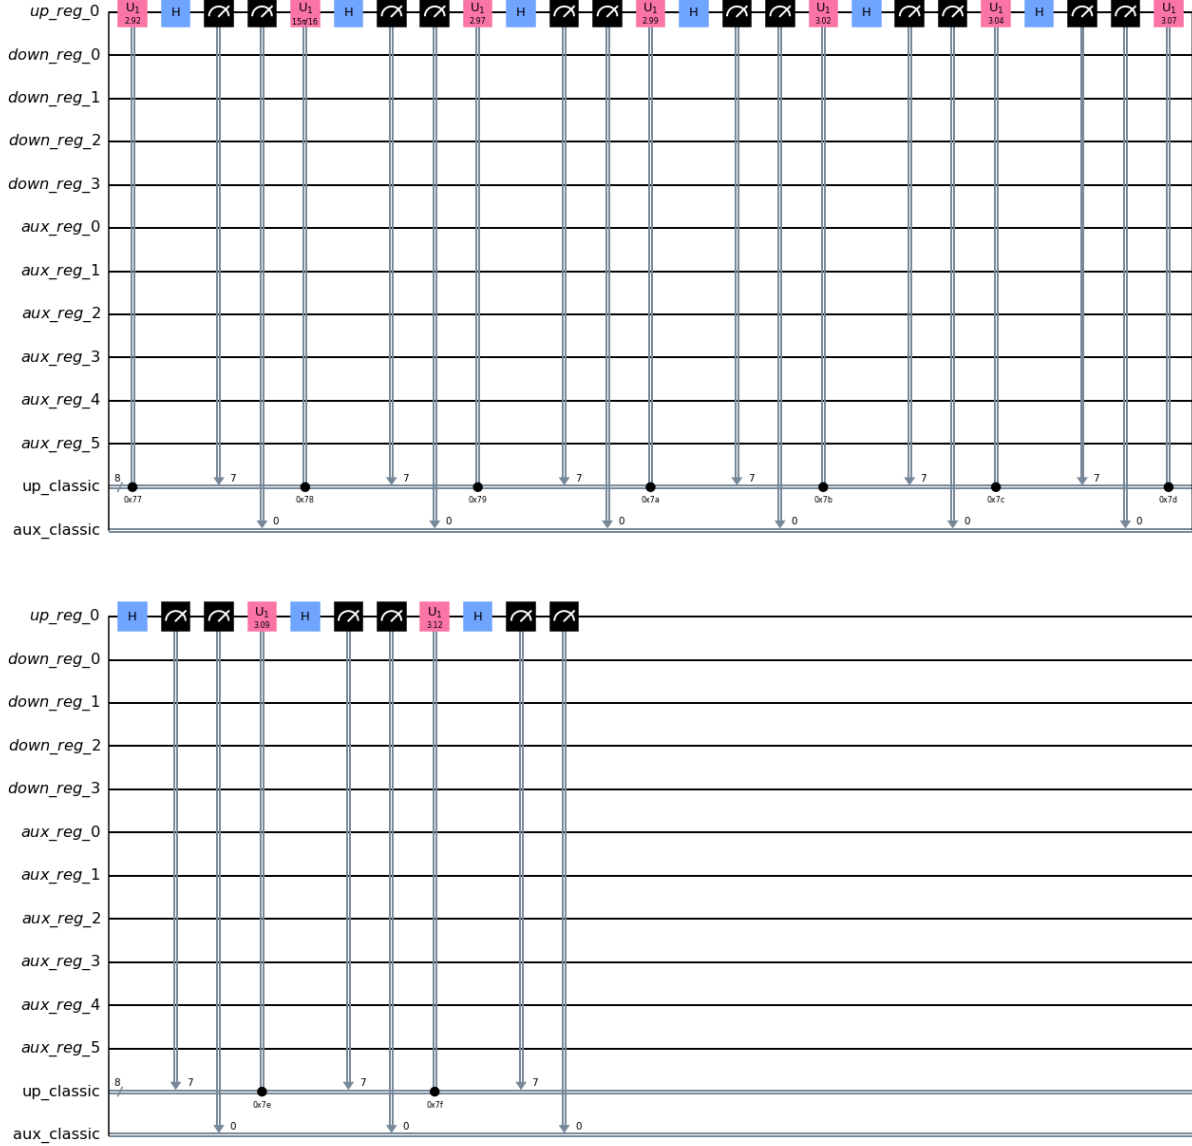 up_reg_0 U1 2.92 H U1 15π/16 H U1 2.97 H U1 2.99 H U1 3.02 H U1 3.04 H U1 3.07
down_reg_0
down_reg_1
down_reg_2
down_reg_3
aux_reg_0
aux_reg_1
aux_reg_2
aux_reg_3
aux_reg_4
aux_reg_5
up_classic 8 7 7 7 7 7 7
0x77 0x78 0x79 0x7a 0x7b 0x7c 0x7d
aux_classic 0 0 0 0 0 0
up_reg_0 H U1 3.09 H U1 3.12 H
down_reg_0
down_reg_1
down_reg_2
down_reg_3
aux_reg_0
aux_reg_1
aux_reg_2
aux_reg_3
aux_reg_4
aux_reg_5
up_classic 8 7 7 7
0x7e 0x7f
aux_classic 0 0 0